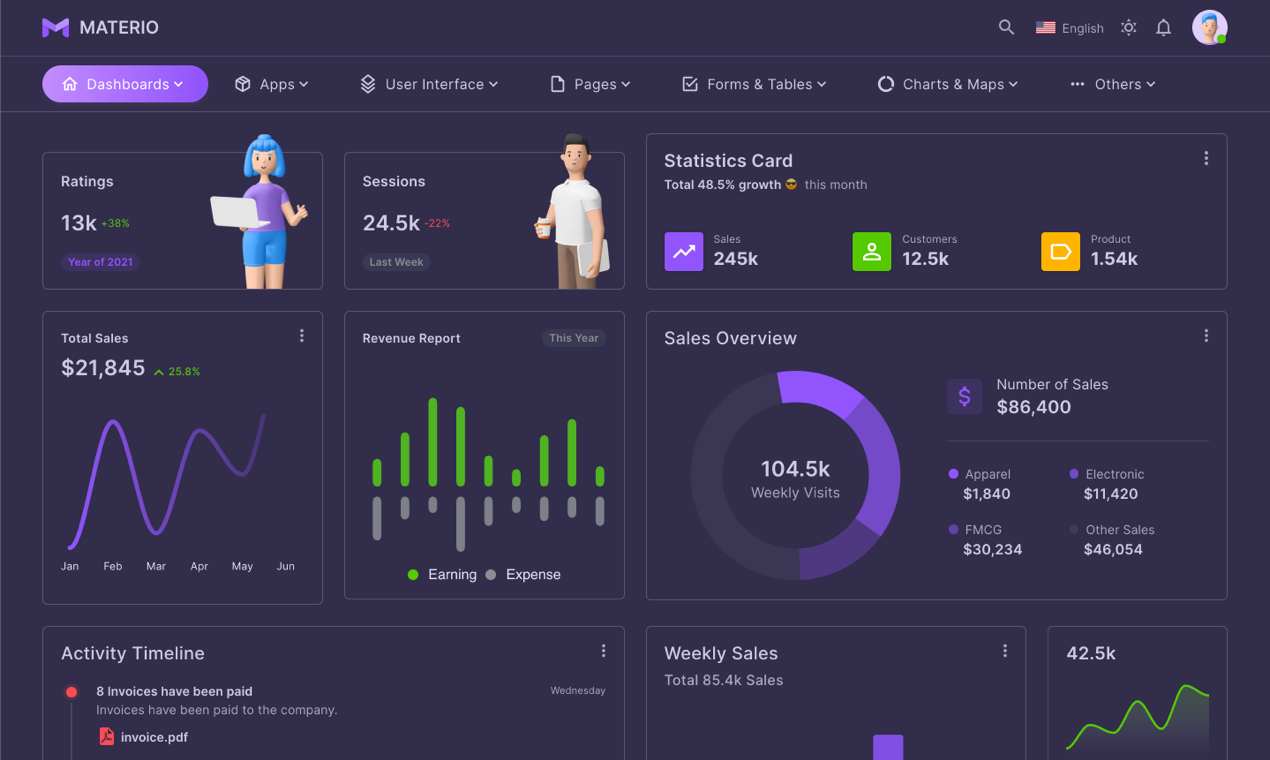 MATERIO
English
Dashboards
Apps
User Interface
Pages
Forms & Tables
Charts & Maps
Others
Ratings
13k +38%
Year of 2021
Sessions
24.5k -22%
Last Week
Statistics Card
Total 48.5% growth 😎 this month
Sales
245k
Customers
12.5k
Product
1.54k
Total Sales
$21,845 25.8%
Jan Feb Mar Apr May Jun
Revenue Report
This Year
Earning Expense
Sales Overview
104.5k
Weekly Visits
$
Number of Sales
$86,400
Apparel
$1,840
Electronic
$11,420
FMCG
$30,234
Other Sales
$46,054
Activity Timeline
8 Invoices have been paid
Wednesday
Invoices have been paid to the company.
invoice.pdf
Weekly Sales
Total 85.4k Sales
42.5k